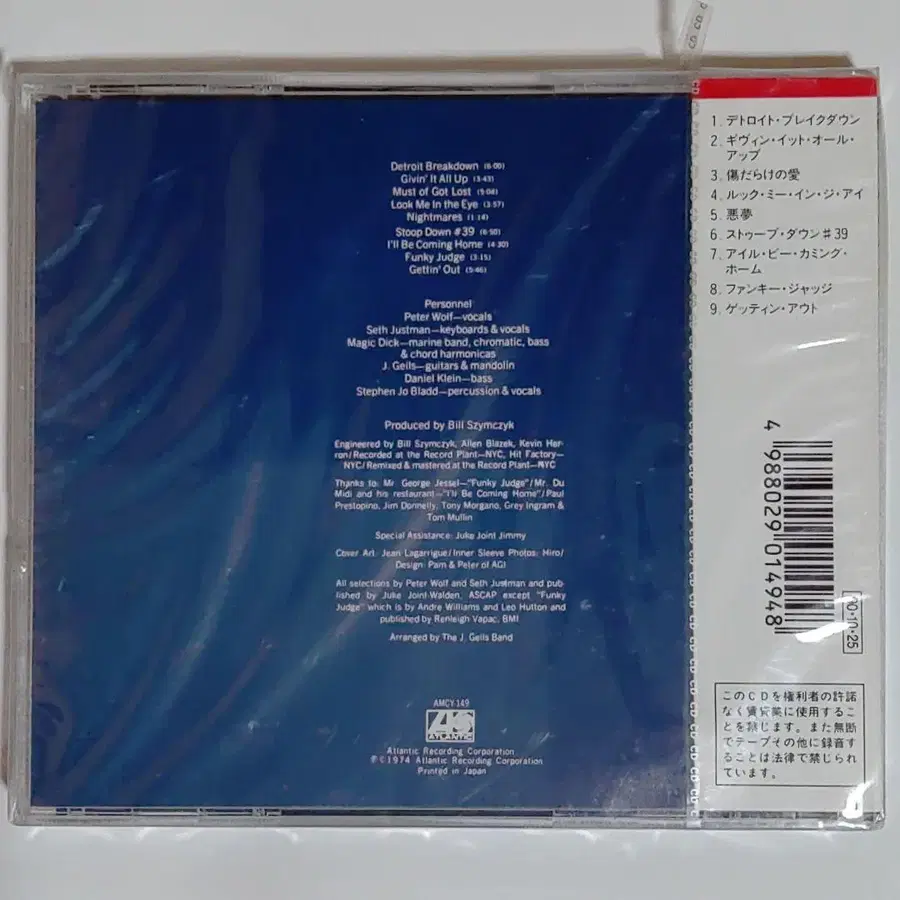 Detroit Breakdown (6:00)
Givin' It All Up (3:43)
Must of Got Lost (5:08)
Look Me In the Eye (3:57)
Nightmares (1:14)
Stoop Down #39 (6:50)
I'll Be Coming Home (4:30)
Funky Judge (3:15)
Gettin' Out (5:46)
Personnel
Peter Wolf—vocals
Seth Justman—keyboards & vocals
Magic Dick—marine band, chromatic, bass
& chord harmonicas
J. Geils—guitars & mandolin
Daniel Klein—bass
Stephen Jo Bladd—percussion & vocals
Produced by Bill Szymczyk
Engineered by Bill Szymczyk, Allen Blazek, Kevin Her-
ron/Recorded at the Record Plant—NYC, Hit Factory—
NYC/Remixed & mastered at the Record Plant—NYC
Thanks to: Mr. George Jessel—"Funky Judge"/Mr. Du
Midi and his restaurant—"I'll Be Coming Home"/Paul
Prestopino, Jim Donnelly, Tony Morgano, Grey Ingram &
Tom Mullin
Special Assistance: Juke Joint Jimmy
Cover Art: Jean Lagarrigue/Inner Sleeve Photos: Hiro/
Design: Pam & Peter of AGI
All selections by Peter Wolf and Seth Justman and pub-
lished by Juke Joint-Walden, ASCAP except "Funky
Judge" which is by Andre Williams and Leo Hutton and
published by Renleigh Vapac, BMI
Arranged by The J. Geils Band
AMCY-149
ATLANTIC
Atlantic Recording Corporation
℗©1974 Atlantic Recording Corporation
Printed in Japan
1. デトロイト・ブレイクダウン
2. ギヴィン・イット・オール・
アップ
3. 傷だらけの愛
4. ルック・ミー・イン・ジ・アイ
5. 悪夢
6. ストゥープ・ダウン♯39
7. アイル・ビー・カミング・
ホーム
8. ファンキー・ジャッジ
9. ゲッティン・アウト
4 988029 014948
20・10・25
このCDを権利者の許諾
なく賃貸業に使用するこ
とを禁じます。また無断
でテープその他に録音す
ることは法律で禁じられ
ています。